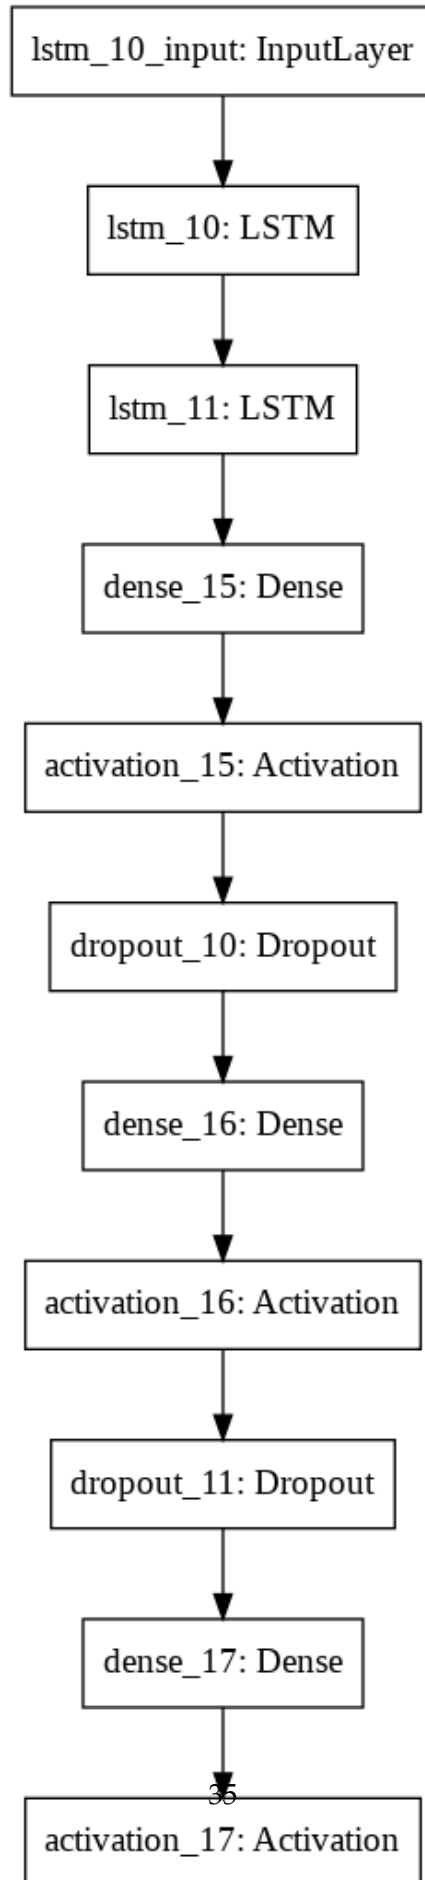 lstm_10_input: InputLayer
lstm_10: LSTM
lstm_11: LSTM
dense_15: Dense
activation_15: Activation
dropout_10: Dropout
dense_16: Dense
activation_16: Activation
dropout_11: Dropout
dense_17: Dense
35
activation_17: Activation